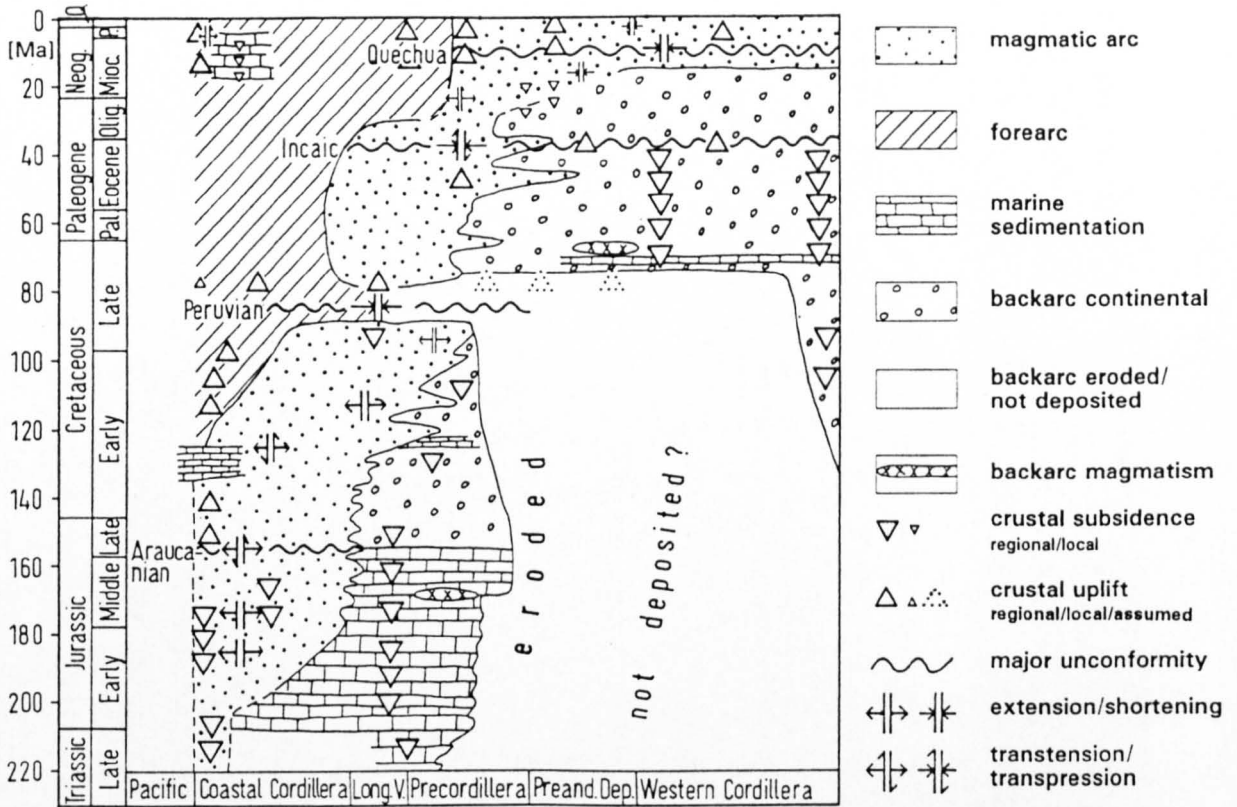 0
[Ma]
20
40
60
80
100
120
140
160
180
200
220
Q
Neog.
Paleogene
Cretaceous
Jurassic
Triassic
P.
Mioc.
Olig.
Eocene
Pal
Late
Early
Late
Middle
Early
Late
Quechua
Incaic
Peruvian
Arauca-
nian
eroded
not deposited ?
Pacific
Coastal Cordillera
Long.V.
Precordillera
Preand. Dep.
Western Cordillera
magmatic arc
forearc
marine
sedimentation
backarc continental
backarc eroded/
not deposited
backarc magmatism
crustal subsidence
regional/local
crustal uplift
regional/local/assumed
major unconformity
extension/shortening
transtension/
transpression